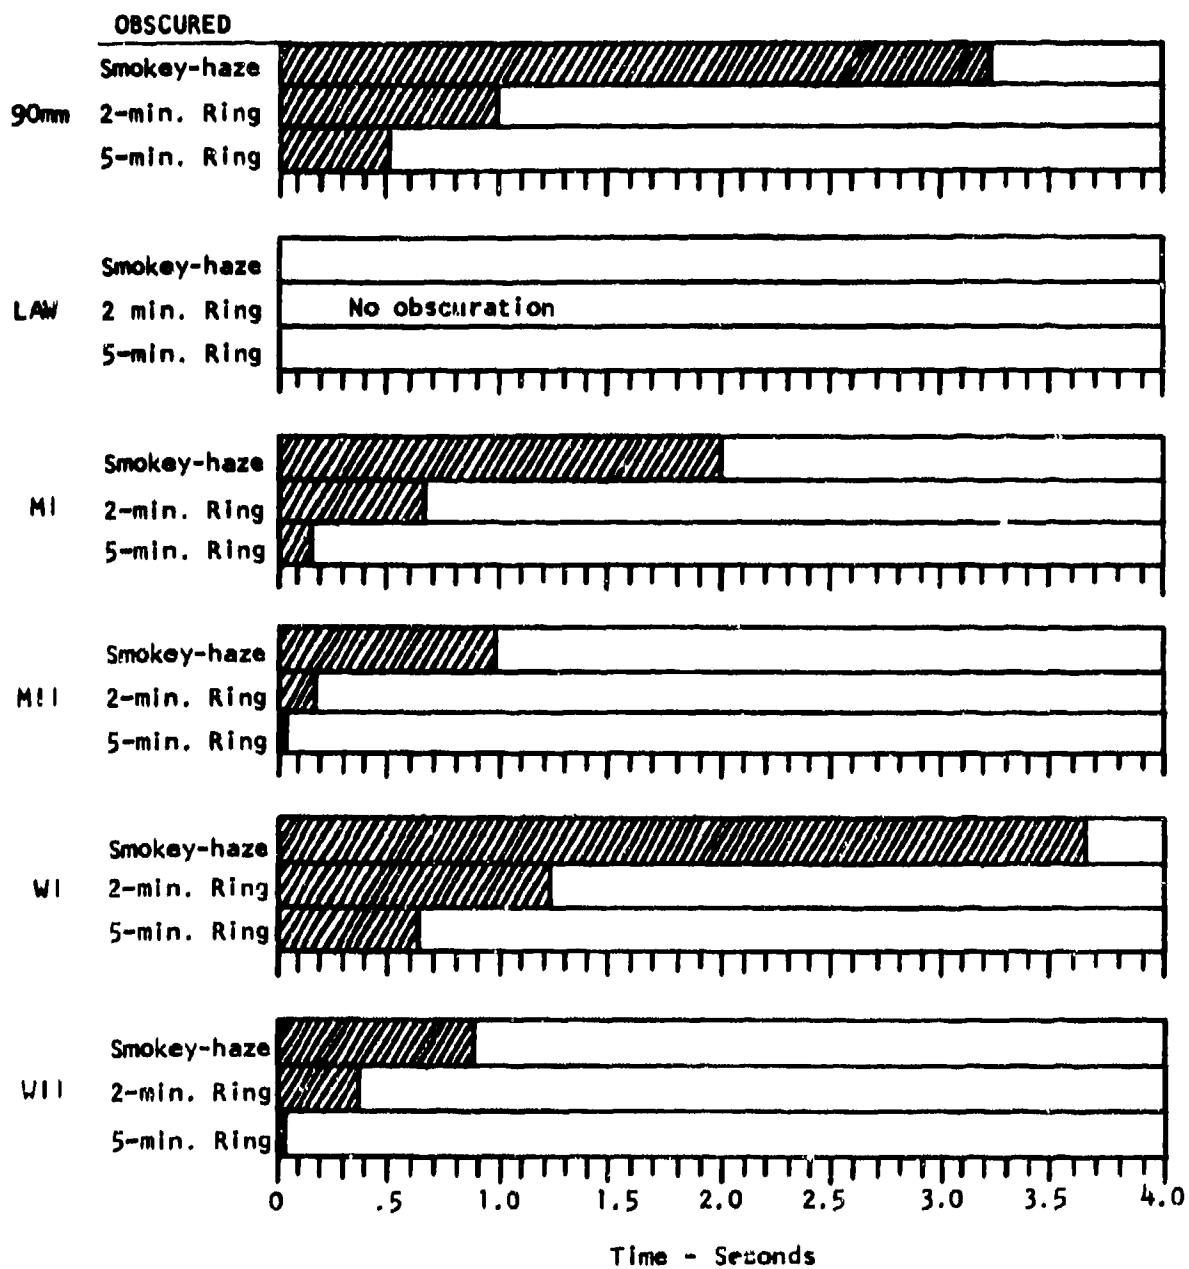 OBSCURED
Smokey-haze
90mm 2-min. Ring
5-min. Ring
Smokey-haze
LAW 2 min. Ring No obscuration
5-min. Ring
Smokey-haze
MI 2-min. Ring
5-min. Ring
Smokey-haze
MII 2-min. Ring
5-min. Ring
Smokey-haze
WI 2-min. Ring
5-min. Ring
Smokey-haze
WII 2-min. Ring
5-min. Ring
0 .5 1.0 1.5 2.0 2.5 3.0 3.5 4.0
Time - Seconds